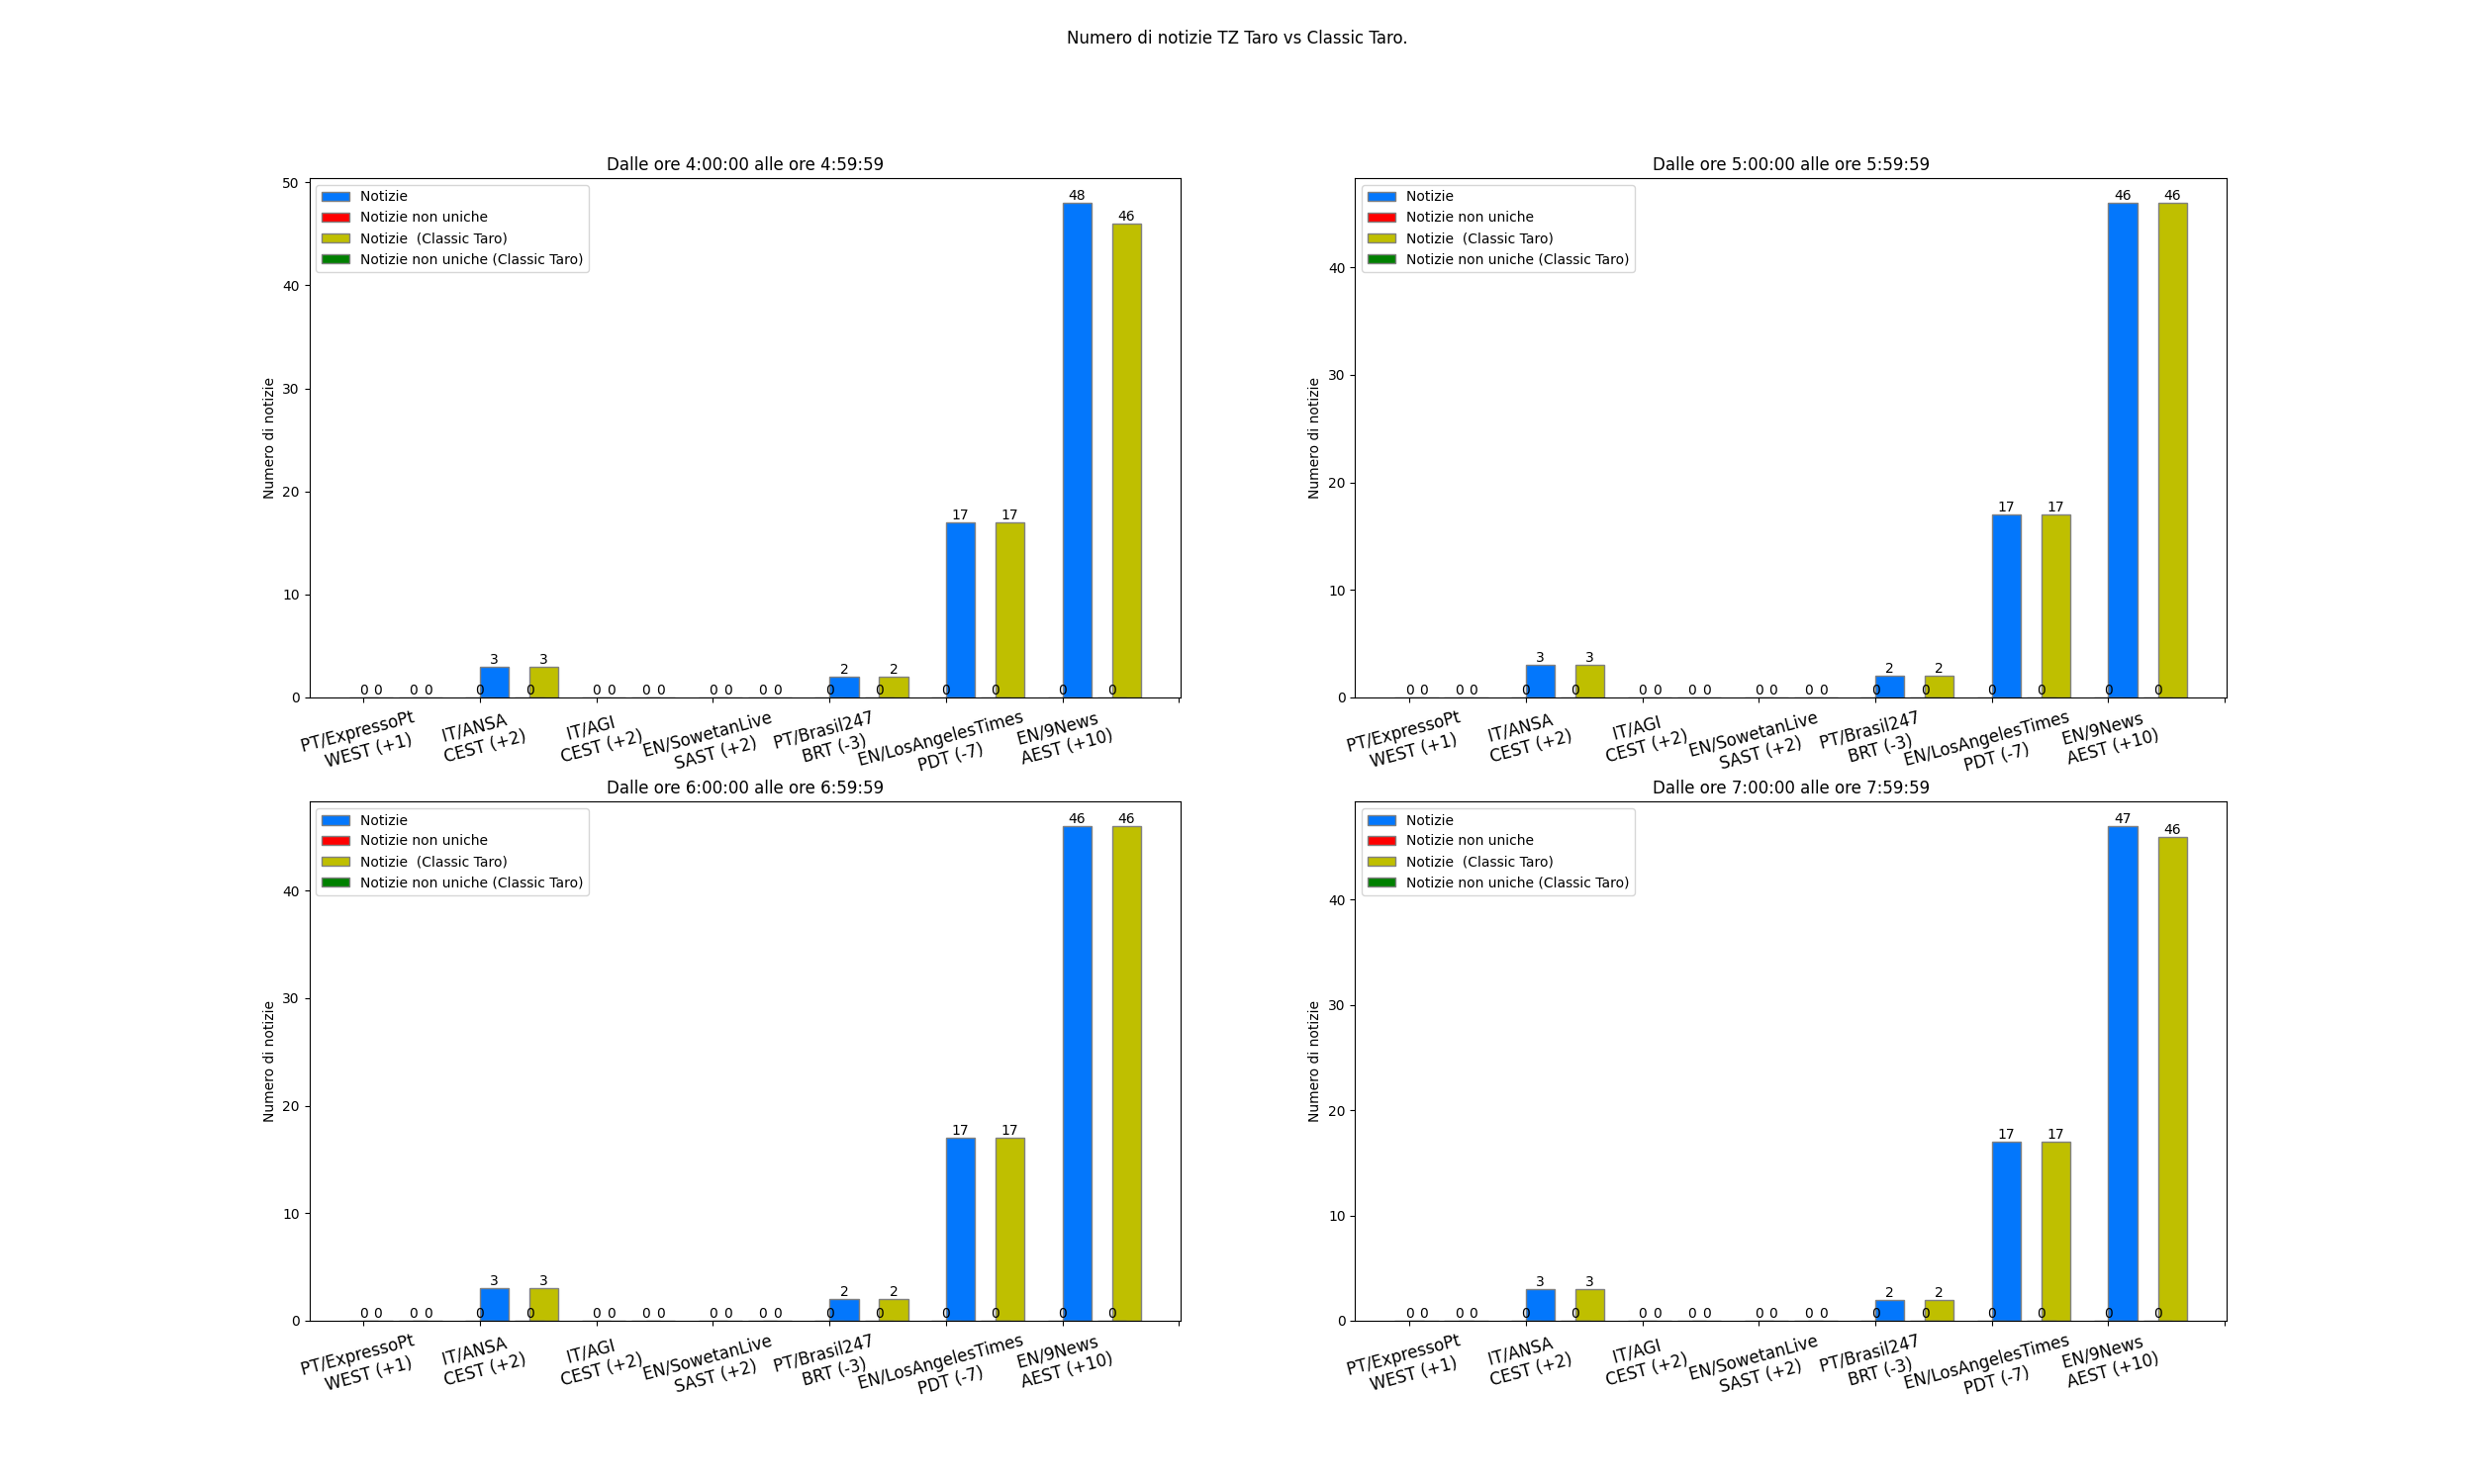 Numero di notizie TZ Taro vs Classic Taro.
Dalle ore 4:00:00 alle ore 4:59:59
Notizie
Notizie non uniche
Notizie  (Classic Taro)
Notizie non uniche (Classic Taro)
Numero di notizie
50
40
30
20
10
0
0 0 0 0 0 3 0 3 0 0 0 0 0 0 0 0 0 2 0 2 0 17 0 17 0 48 0 46
PT/ExpressoPt
WEST (+1)
IT/ANSA
CEST (+2)
IT/AGI
CEST (+2)
EN/SowetanLive
SAST (+2)
PT/Brasil247
BRT (-3)
EN/LosAngelesTimes
PDT (-7)
EN/9News
AEST (+10)
Dalle ore 5:00:00 alle ore 5:59:59
Notizie
Notizie non uniche
Notizie  (Classic Taro)
Notizie non uniche (Classic Taro)
Numero di notizie
40
30
20
10
0
0 0 0 0 0 3 0 3 0 0 0 0 0 0 0 0 0 2 0 2 0 17 0 17 0 46 0 46
PT/ExpressoPt
WEST (+1)
IT/ANSA
CEST (+2)
IT/AGI
CEST (+2)
EN/SowetanLive
SAST (+2)
PT/Brasil247
BRT (-3)
EN/LosAngelesTimes
PDT (-7)
EN/9News
AEST (+10)
Dalle ore 6:00:00 alle ore 6:59:59
Notizie
Notizie non uniche
Notizie  (Classic Taro)
Notizie non uniche (Classic Taro)
Numero di notizie
40
30
20
10
0
0 0 0 0 0 3 0 3 0 0 0 0 0 0 0 0 0 2 0 2 0 17 0 17 0 46 0 46
PT/ExpressoPt
WEST (+1)
IT/ANSA
CEST (+2)
IT/AGI
CEST (+2)
EN/SowetanLive
SAST (+2)
PT/Brasil247
BRT (-3)
EN/LosAngelesTimes
PDT (-7)
EN/9News
AEST (+10)
Dalle ore 7:00:00 alle ore 7:59:59
Notizie
Notizie non uniche
Notizie  (Classic Taro)
Notizie non uniche (Classic Taro)
Numero di notizie
40
30
20
10
0
0 0 0 0 0 3 0 3 0 0 0 0 0 0 0 0 0 2 0 2 0 17 0 17 0 47 0 46
PT/ExpressoPt
WEST (+1)
IT/ANSA
CEST (+2)
IT/AGI
CEST (+2)
EN/SowetanLive
SAST (+2)
PT/Brasil247
BRT (-3)
EN/LosAngelesTimes
PDT (-7)
EN/9News
AEST (+10)